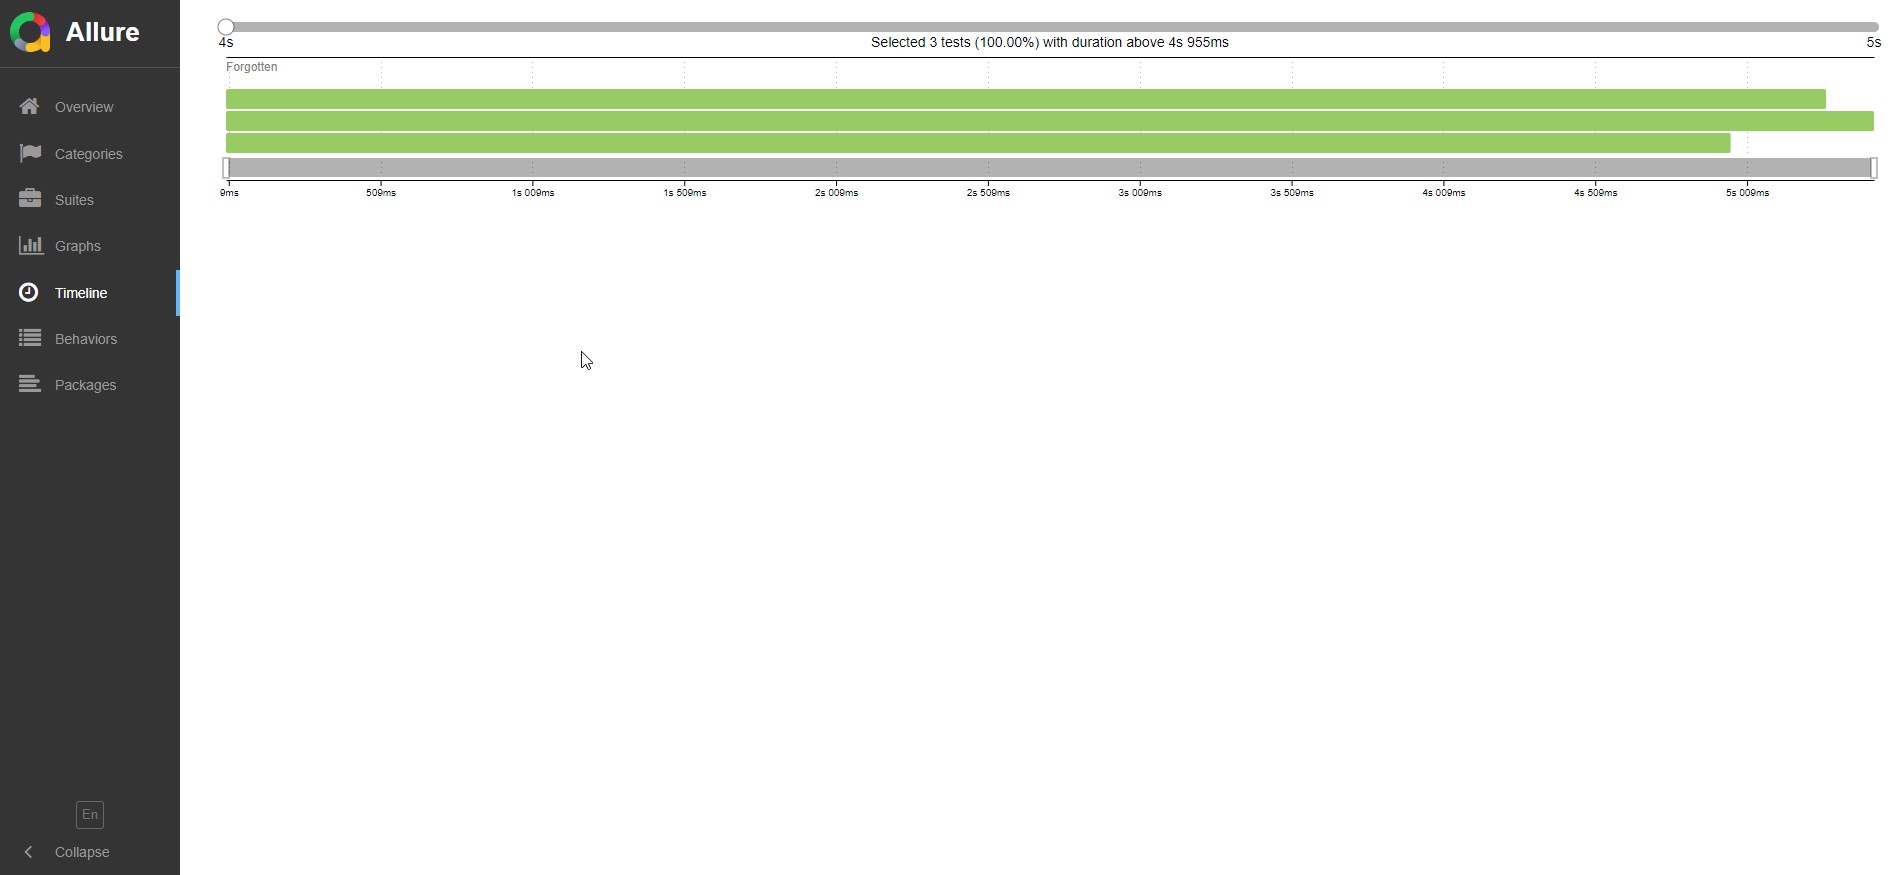 Allure
Overview
Categories
Suites
Graphs
Timeline
Behaviors
Packages
En
Collapse
4s
Selected 3 tests (100.00%) with duration above 4s 955ms
5s
Forgotten
9ms 509ms 1s 009ms 1s 509ms 2s 009ms 2s 509ms 3s 009ms 3s 509ms 4s 009ms 4s 509ms 5s 009ms